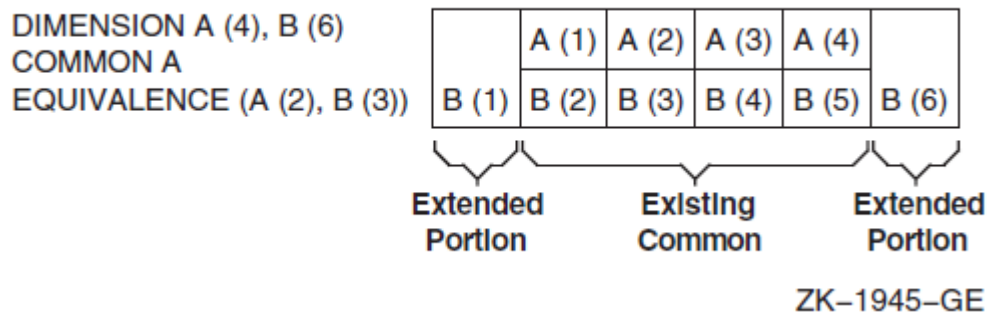 DIMENSION A (4), B (6)
COMMON A
EQUIVALENCE (A (2), B (3))
A (1) A (2) A (3) A (4)
B (1) B (2) B (3) B (4) B (5) B (6)
Extended Portion
Existing Common
Extended Portion
ZK–1945–GE